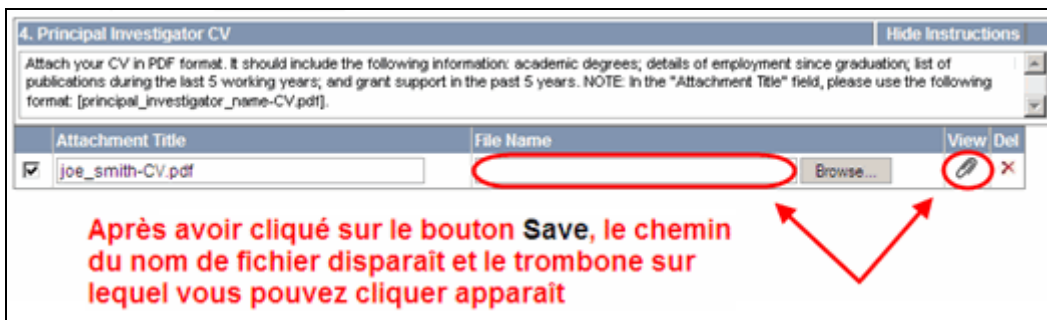 4. Principal Investigator CV Hide Instructions
Attach your CV in PDF format. It should include the following information: academic degrees; details of employment since graduation; list of
publications during the last 5 working years; and grant support in the past 5 years. NOTE: In the "Attachment Title" field, please use the following
format: [principal_investigator_name-CV.pdf].
Attachment Title File Name View Del
joe_smith-CV.pdf Browse...
Après avoir cliqué sur le bouton Save, le chemin
du nom de fichier disparaît et le trombone sur
lequel vous pouvez cliquer apparaît